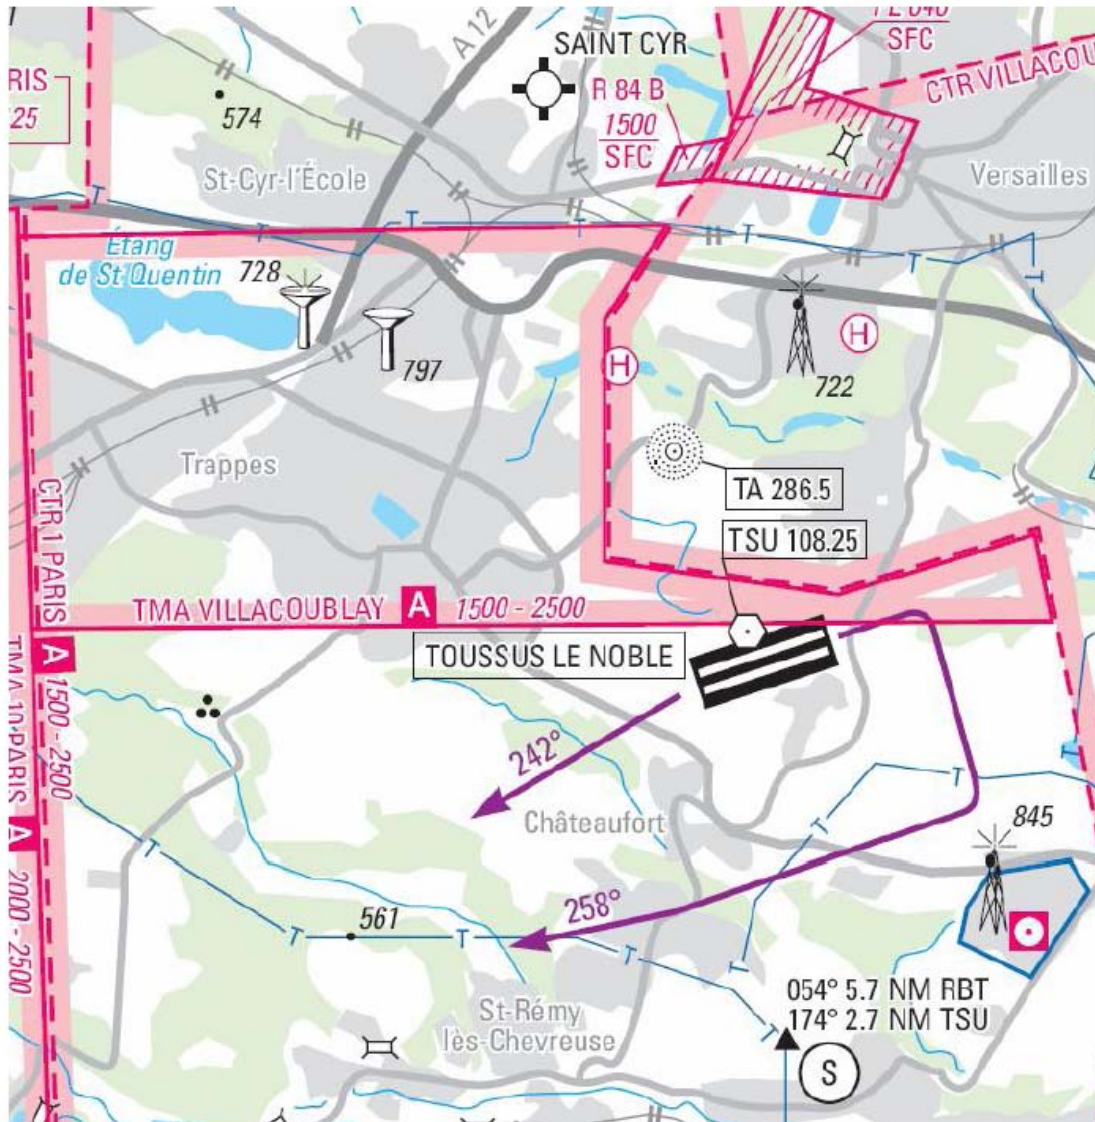 SAINT CYR
SFC
A 12
RIS
25
R 84 B
1500
SFC
CTR VILLACOU
574
St-Cyr-l'École
Versailles
T
T
T
T
T
T
Étang
de St Quentin
728
797
722
H
H
Trappes
TA 286.5
TSU 108.25
CTR 1 PARIS
TMA VILLACOUBLAY A 1500 - 2500
TOUSSUS LE NOBLE
A 1500 - 2500
TMA 10 PARIS A 2000 - 2500
242°
Châteaufort
T
T
T
T
845
258°
561
T
T
T
T
T
St-Rémy
lès-Chevreuse
054° 5.7 NM RBT
174° 2.7 NM TSU
S